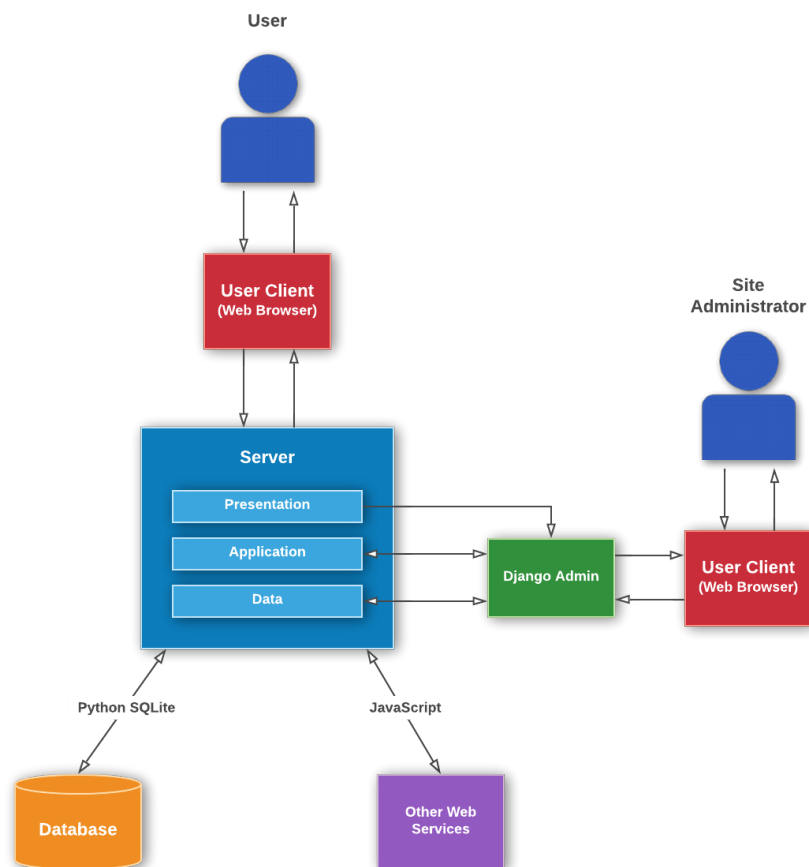 User
User Client
(Web Browser)
Site
Administrator
Server
Presentation
Application
Data
Django Admin
User Client
(Web Browser)
Python SQLite
JavaScript
Database
Other Web
Services